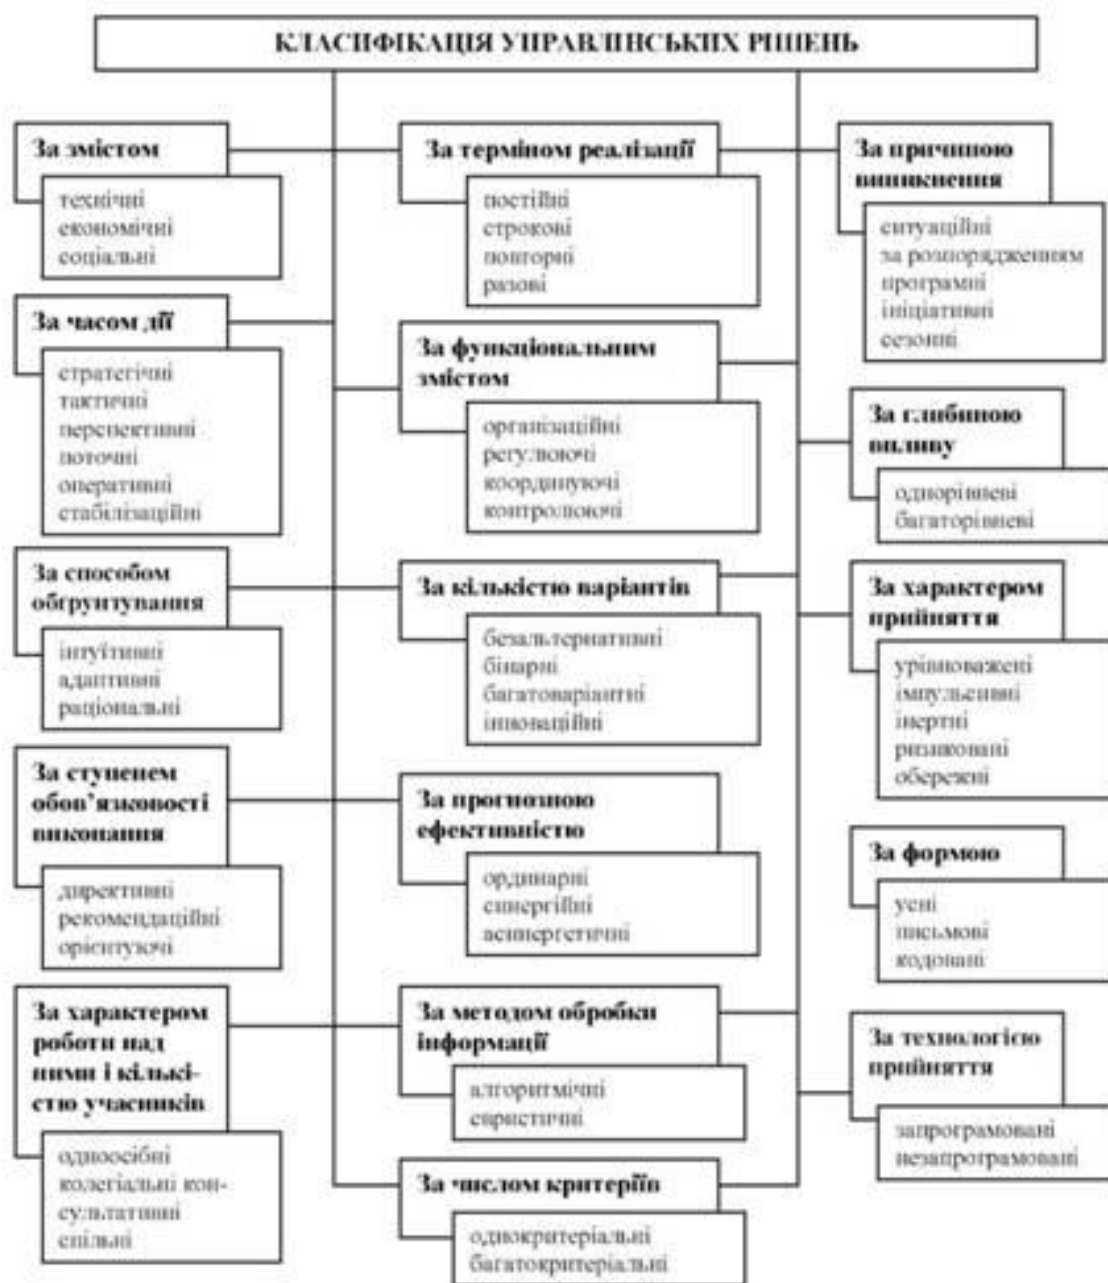 КЛАСИФІКАЦІЯ УПРАВЛІНСЬКИХ РІШЕНЬ
За змістом
технічні
економічні
соціальні
За часом дії
стратегічні
тактичні
перспективні
поточні
оперативні
стабілізаційні
За способом
обґрунтування
інтуїтивні
адаптивні
раціональні
За ступенем
обов’язковості
виконання
директивні
рекомендаційні
орієнтуючі
За характером
роботи над
ними і кількі-
стю учасників
одноосібні
колегіальні кон-
сультативні
спільні
За терміном реалізації
постійні
строкові
повторні
разові
За функціональним
змістом
організаційні
регулюючі
координуючі
контролюючі
За кількістю варіантів
безальтернативні
бінарні
багатоваріантні
інноваційні
За прогнозною
ефективністю
ординарні
синергійні
асинергетичні
За методом обробки
інформації
алгоритмічні
евристичні
За числом критеріїв
однокритеріальні
багатокритеріальні
За причиною
виникнення
ситуаційні
за розпорядженням
програмні
ініціативні
сезонні
За глибиною
впливу
однорівневі
багаторівневі
За характером
прийняття
урівноважені
імпульсивні
інертні
ризиковані
обережні
За формою
усні
письмові
кодовані
За технологією
прийняття
запрограмовані
незапрограмовані